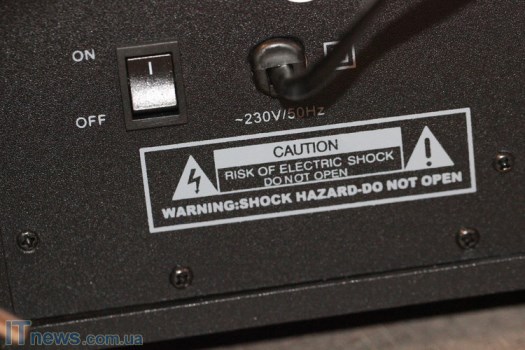 ON
OFF
I
~230V/50Hz
CAUTION
RISK OF ELECTRIC SHOCK
DO NOT OPEN
WARNING:SHOCK HAZARD-DO NOT OPEN
ITnews.com.ua